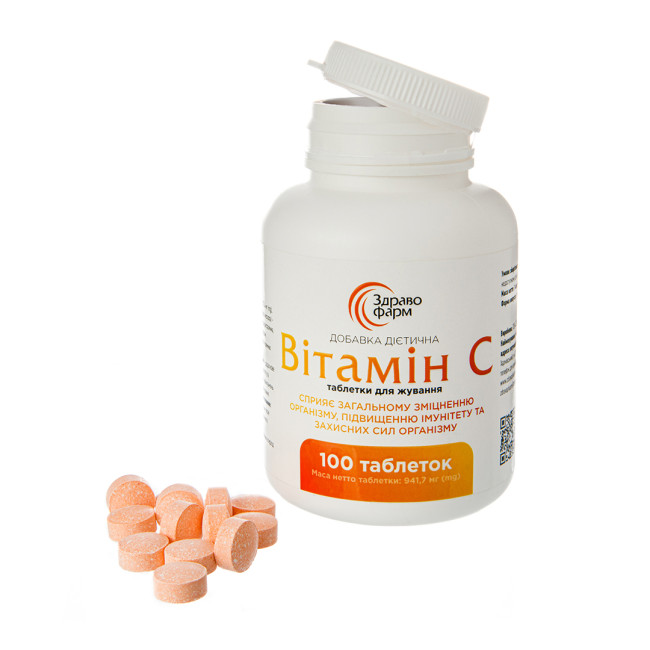 Здраво
фарм
ДОБАВКА ДІЄТИЧНА
Вітамін С
таблетки для жування
СПРИЯЄ ЗАГАЛЬНОМУ ЗМІЦНЕННЮ
ОРГАНІЗМУ, ПІДВИЩЕННЮ ІМУНІТЕТУ ТА
ЗАХИСНИХ СИЛ ОРГАНІЗМУ
100 таблеток
Маса нетто таблетки: 941,7 мг (mg)